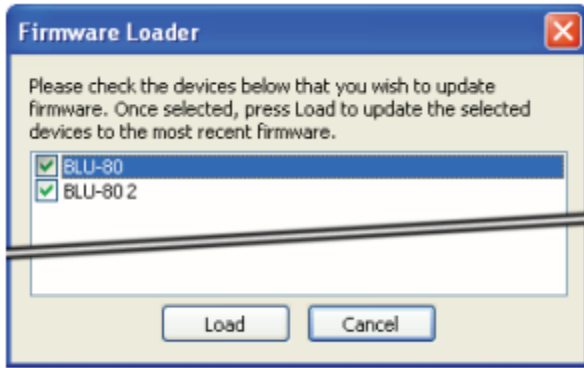 Firmware Loader
Please check the devices below that you wish to update
firmware. Once selected, press Load to update the selected
devices to the most recent firmware.
BLU-80
BLU-80 2
Load Cancel